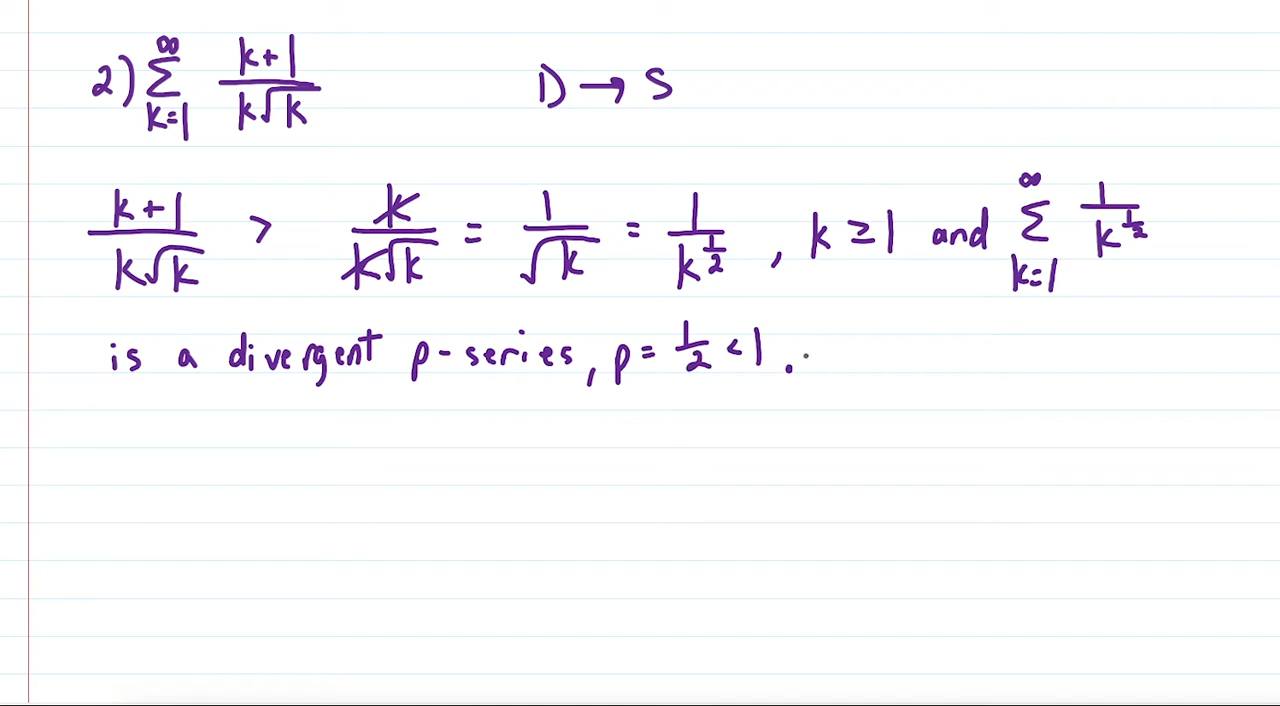 2) ∞ Σ k=1 k+1 / k√k D → S
k+1 / k√k > k / k√k = 1 / √k = 1 / k^(1/2) , k ≥ 1 and ∞ Σ k=1 1 / k^(1/2)
is a divergent p-series, p = 1/2 < 1 .